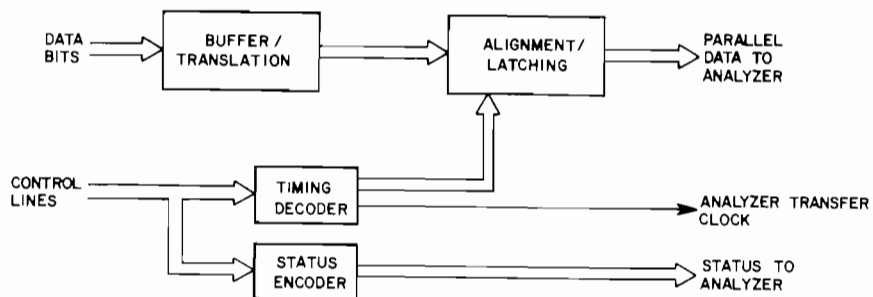 DATA
BITS
BUFFER/
TRANSLATION
ALIGNMENT/
LATCHING
PARALLEL
DATA TO
ANALYZER
CONTROL
LINES
TIMING
DECODER
ANALYZER TRANSFER
CLOCK
STATUS
ENCODER
STATUS TO
ANALYZER